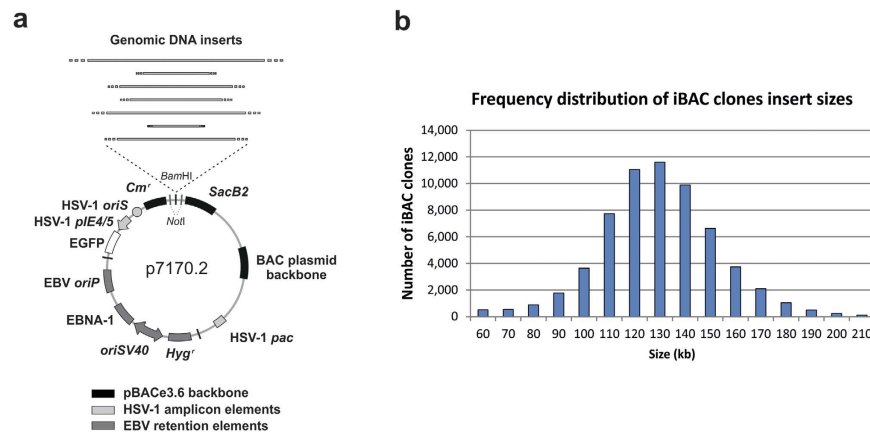 a
Genomic DNA inserts
BamHI
Cmʳ
SacB2
HSV-1 oriS
NotI
HSV-1 pIE4/5
EGFP
p7170.2
BAC plasmid
backbone
EBV oriP
EBNA-1
HSV-1 pac
oriSV40
Hygʳ
pBACe3.6 backbone
HSV-1 amplicon elements
EBV retention elements
b
Frequency distribution of iBAC clones insert sizes
Number of iBAC clones
14,000
12,000
10,000
8,000
6,000
4,000
2,000
0
60 70 80 90 100 110 120 130 140 150 160 170 180 190 200 210
Size (kb)